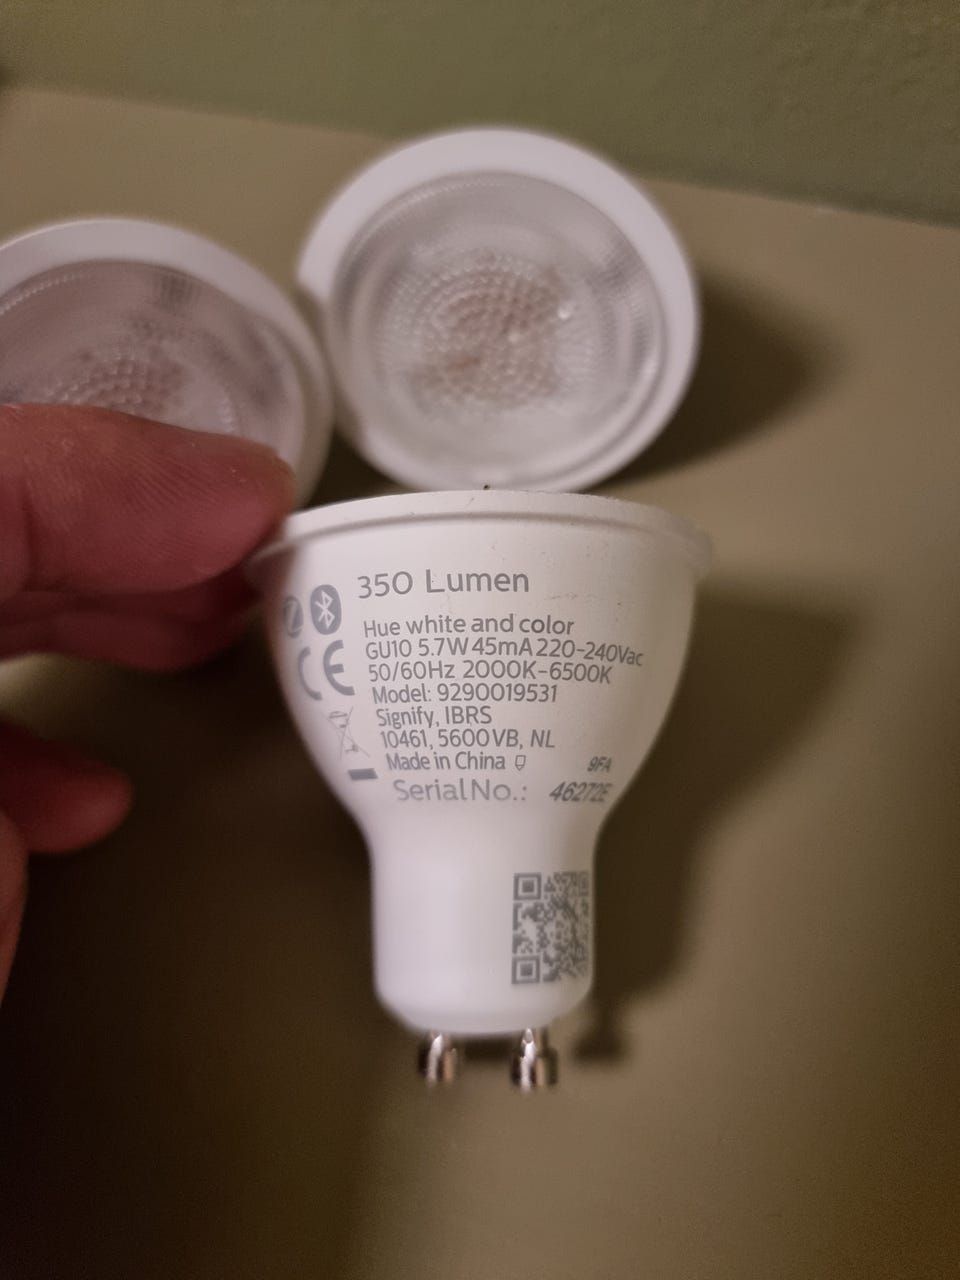 350 Lumen
Hue white and color
GU10 5.7W 45mA 220-240Vac
50/60Hz 2000K-6500K
Model: 9290019531
Signify, IBRS
10461, 5600VB, NL
Made in China 9FA
Serial No.: 46272E